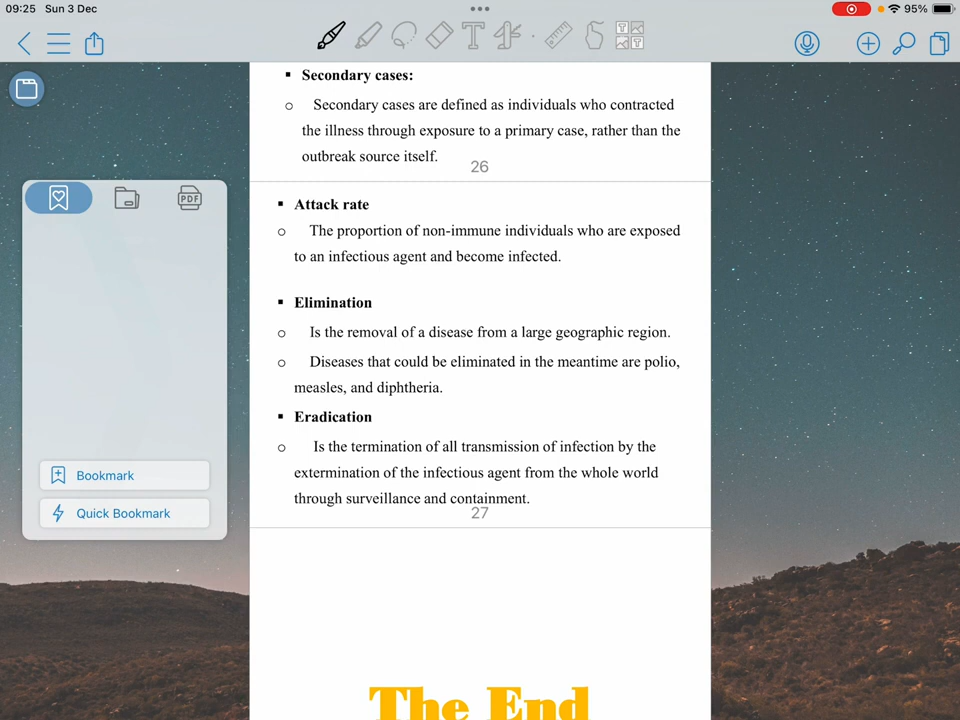 09:25 Sun 3 Dec
95%
▪ Secondary cases:
o Secondary cases are defined as individuals who contracted
the illness through exposure to a primary case, rather than the
outbreak source itself.
26
▪ Attack rate
o The proportion of non-immune individuals who are exposed
to an infectious agent and become infected.
▪ Elimination
o Is the removal of a disease from a large geographic region.
o Diseases that could be eliminated in the meantime are polio,
measles, and diphtheria.
▪ Eradication
o Is the termination of all transmission of infection by the
extermination of the infectious agent from the whole world
through surveillance and containment.
27
The End
PDF
Bookmark
Quick Bookmark